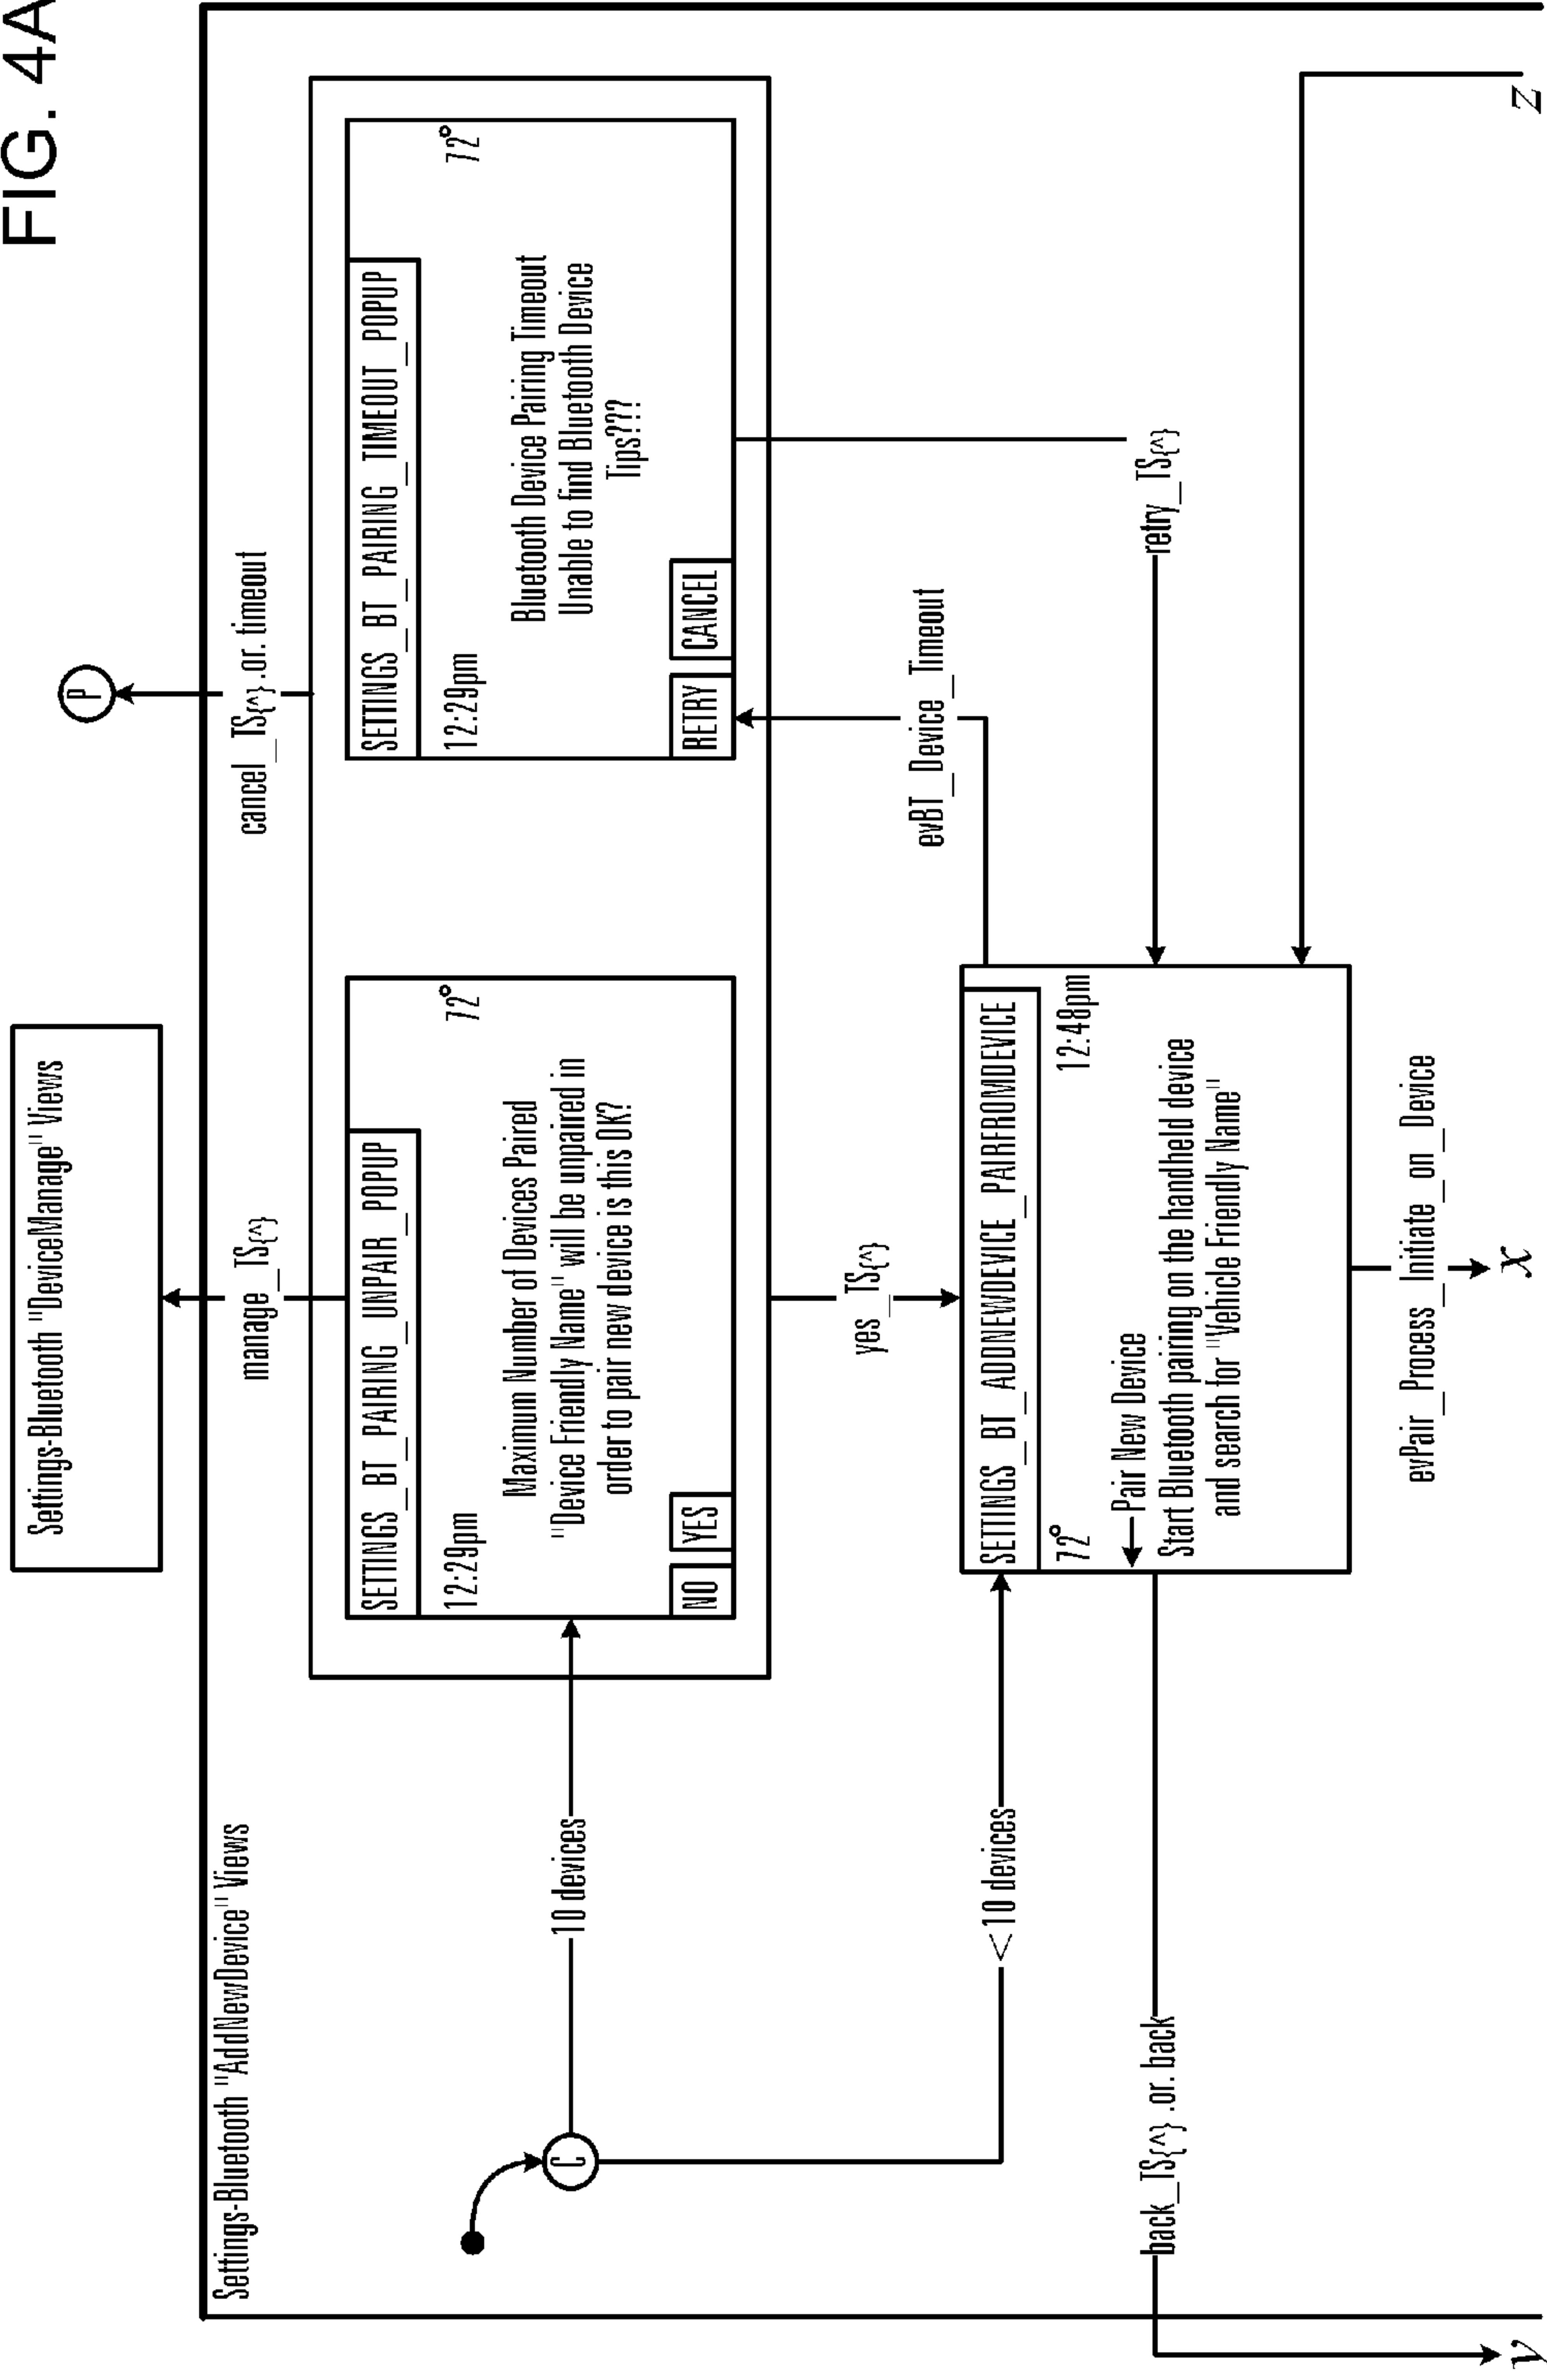 FIG. 4A
Settings-Bluetooth "DeviceManage" Views
P
Settings-Bluetooth "AddNewDevice" Views
manage_TS{^}
cancel_TS{^}.or. timeout
SETTINGS_BT_PAIRING_UNPAIR_POPUP
12:29pm
72°
Maximum Number of Devices Paired
"Device Friendly Name" will be unpaired in
order to pair new device is this OK?
NO
YES
SETTINGS_BT_PAIRING_TIMEOUT_POPUP
12:29pm
72°
Bluetooth Device Pairing Timeout
Unable to find Bluetooth Device
Tips???
RETRY
CANCEL
C
10 devices
yes_TS{^}
evBT_Device_Timeout
<10 devices
SETTINGS_BT_ADDNEWDEVICE_PAIRFROMDEVICE
72°
12:48pm
Pair New Device
Start Bluetooth pairing on the handheld device
and search for "Vehicle Friendly Name"
retry_TS{^}
back_TS{^}.or. back
evPair_Process_Initiate_on_Device
y
x
z